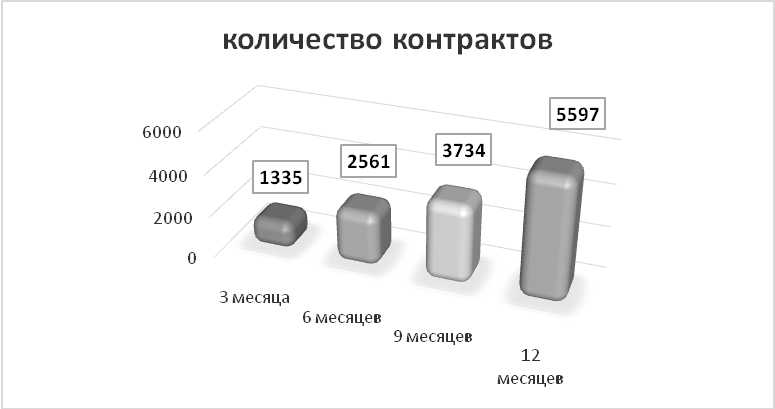 количество контрактов
6000
4000
2000
0
1335
2561
3734
5597
3 месяца
6 месяцев
9 месяцев
12
месяцев